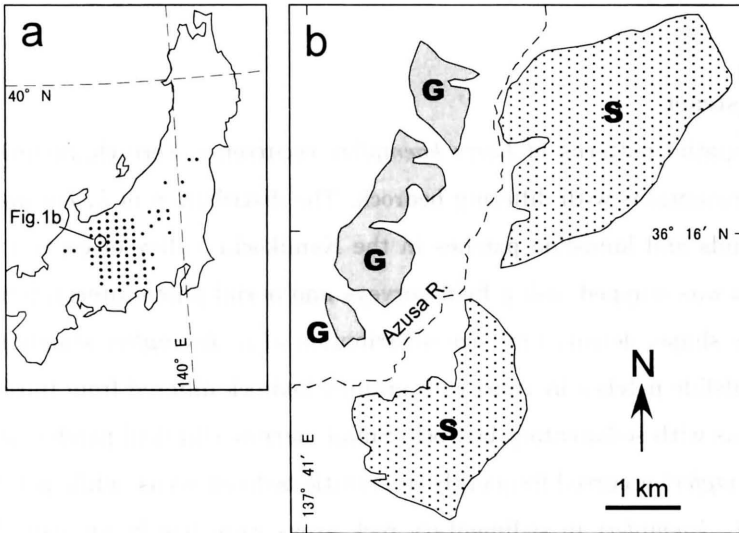 a
40° N
Fig.1b
140° E
b
G
S
G
36° 16′ N
G
Azusa R.
S
137° 41′ E
N
1 km